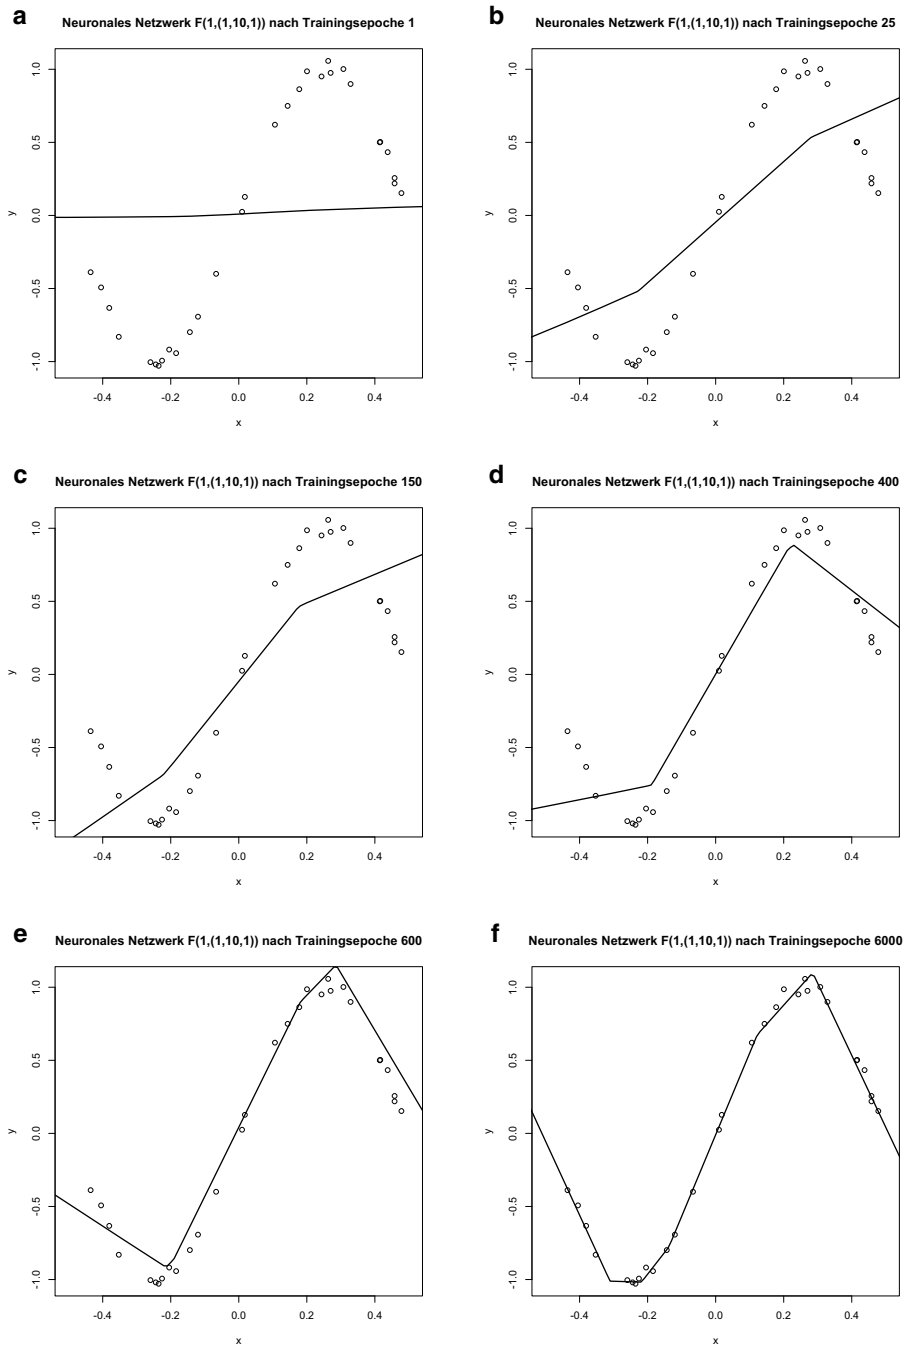 a
Neuronales Netzwerk F(1,(1,10,1)) nach Trainingsepoche 1
1.0
0.5
0.0
-0.5
-1.0
y
-0.4 -0.2 0.0 0.2 0.4
x
b
Neuronales Netzwerk F(1,(1,10,1)) nach Trainingsepoche 25
1.0
0.5
0.0
-0.5
-1.0
y
-0.4 -0.2 0.0 0.2 0.4
x
c
Neuronales Netzwerk F(1,(1,10,1)) nach Trainingsepoche 150
1.0
0.5
0.0
-0.5
-1.0
y
-0.4 -0.2 0.0 0.2 0.4
x
d
Neuronales Netzwerk F(1,(1,10,1)) nach Trainingsepoche 400
1.0
0.5
0.0
-0.5
-1.0
y
-0.4 -0.2 0.0 0.2 0.4
x
e
Neuronales Netzwerk F(1,(1,10,1)) nach Trainingsepoche 600
1.0
0.5
0.0
-0.5
-1.0
y
-0.4 -0.2 0.0 0.2 0.4
x
f
Neuronales Netzwerk F(1,(1,10,1)) nach Trainingsepoche 6000
1.0
0.5
0.0
-0.5
-1.0
y
-0.4 -0.2 0.0 0.2 0.4
x